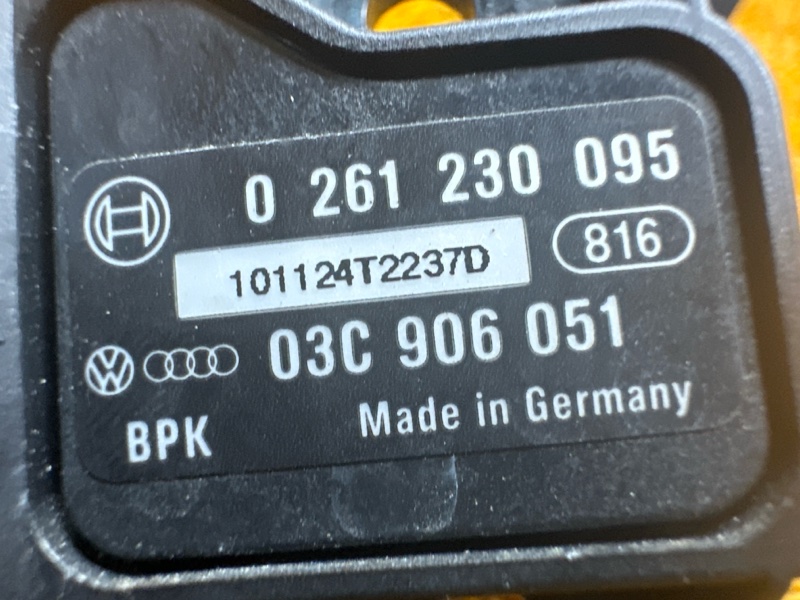 0 261 230 095
101124T2237D
816
03C 906 051
BPK
Made in Germany